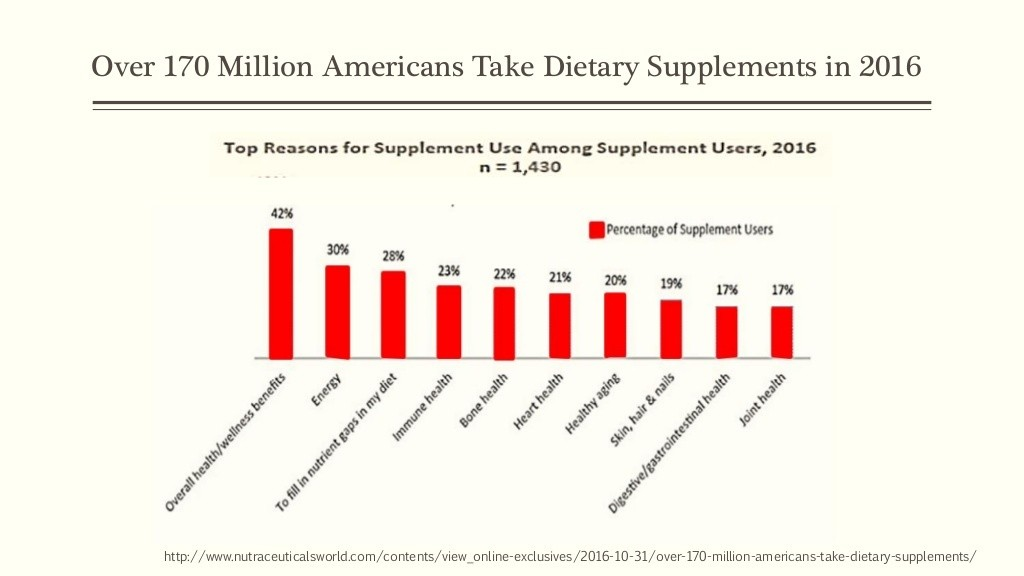 Over 170 Million Americans Take Dietary Supplements in 2016
Top Reasons for Supplement Use Among Supplement Users, 2016
n = 1,430
Percentage of Supplement Users
42%
30%
28%
23%
22%
21%
20%
19%
17%
17%
Overall health/wellness benefits
Energy
To fill in nutrient gaps in my diet
Immune health
Bone health
Heart health
Healthy aging
Skin, hair & nails
Digestive/gastrointestinal health
Joint health
http://www.nutraceuticalsworld.com/contents/view_online-exclusives/2016-10-31/over-170-million-americans-take-dietary-supplements/